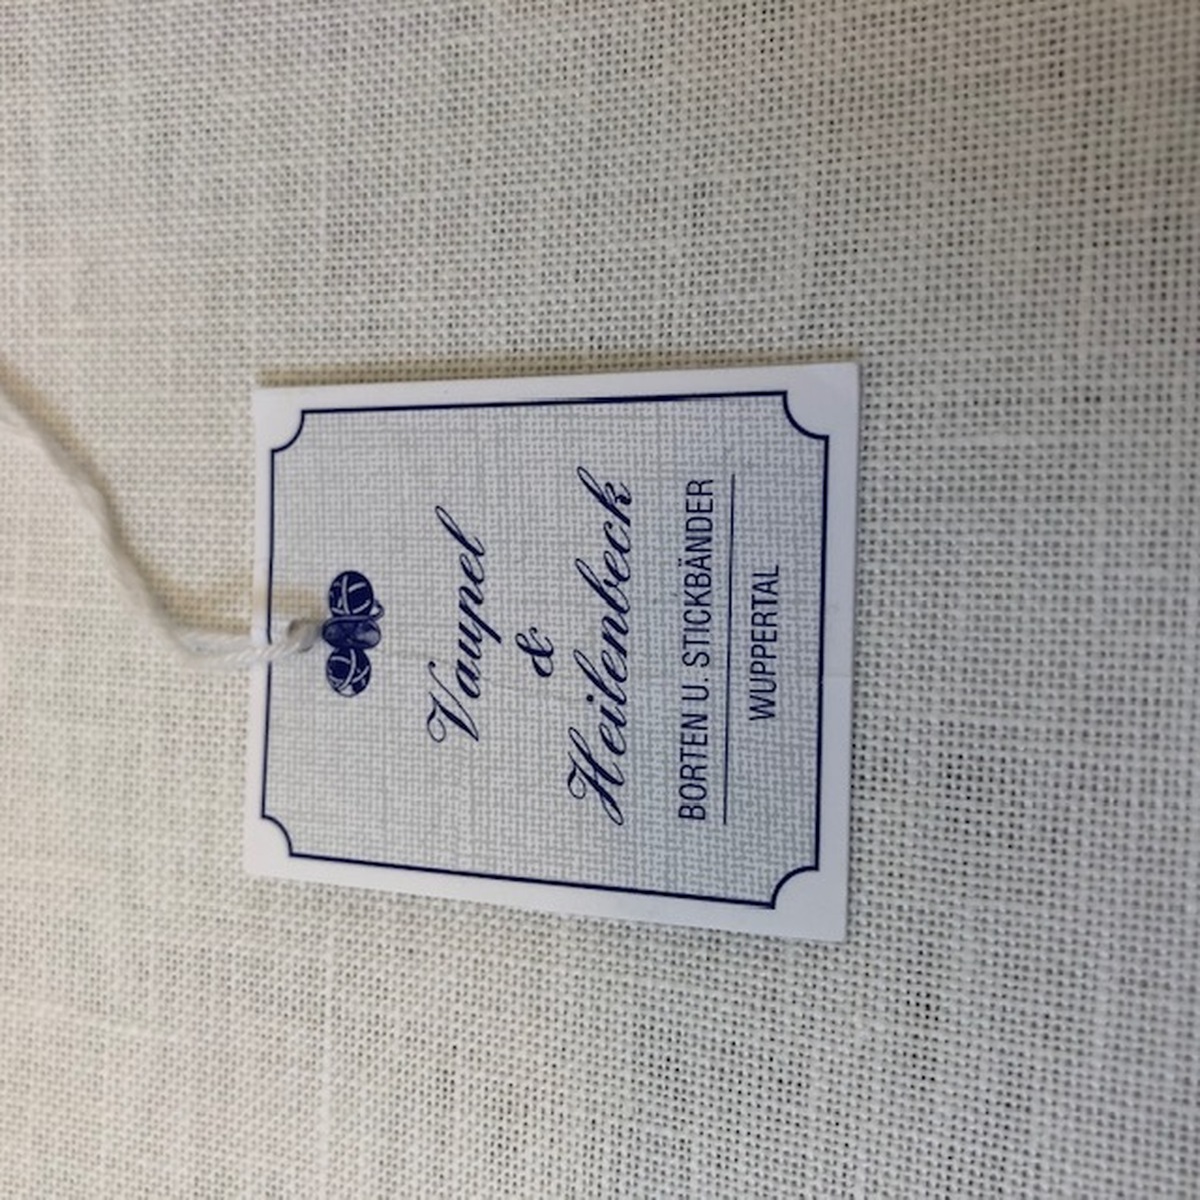 Vaupel
&
Heilenbeck
BORTEN U. STICKBÄNDER
WUPPERTAL